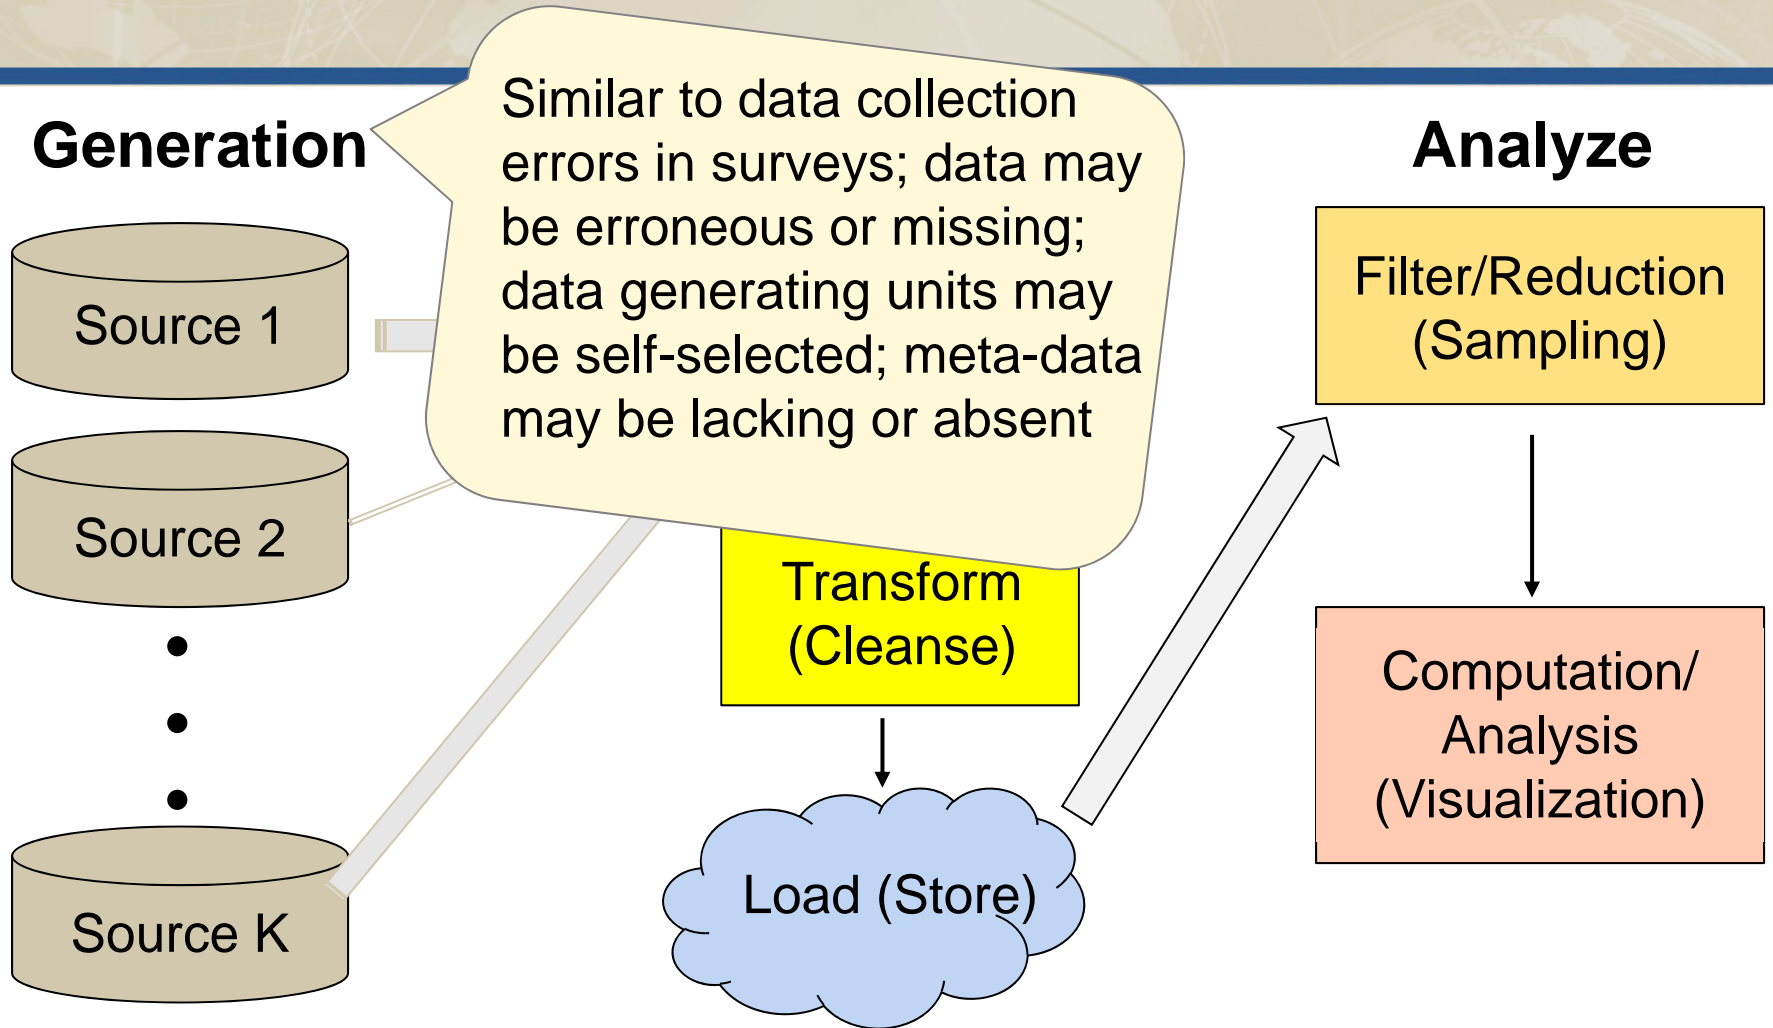 Generation
Similar to data collection
errors in surveys; data may
be erroneous or missing;
data generating units may
be self-selected; meta-data
may be lacking or absent
Analyze
Source 1
Source 2
•
•
•
Source K
Transform
(Cleanse)
Load (Store)
Filter/Reduction
(Sampling)
Computation/
Analysis
(Visualization)